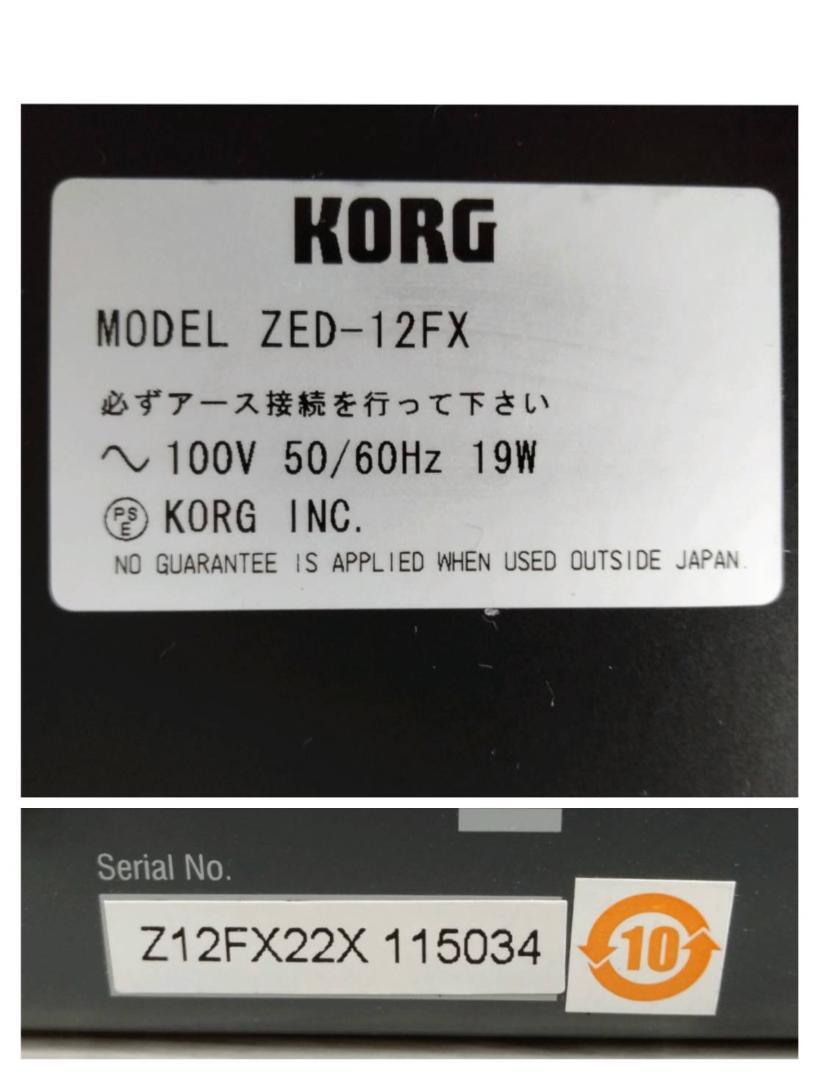 KORG
MODEL ZED-12FX
必ずアース接続を行って下さい
～ 100V 50/60Hz 19W
PSE KORG INC.
NO GUARANTEE IS APPLIED WHEN USED OUTSIDE JAPAN.
Serial No.
Z12FX22X 115034
10